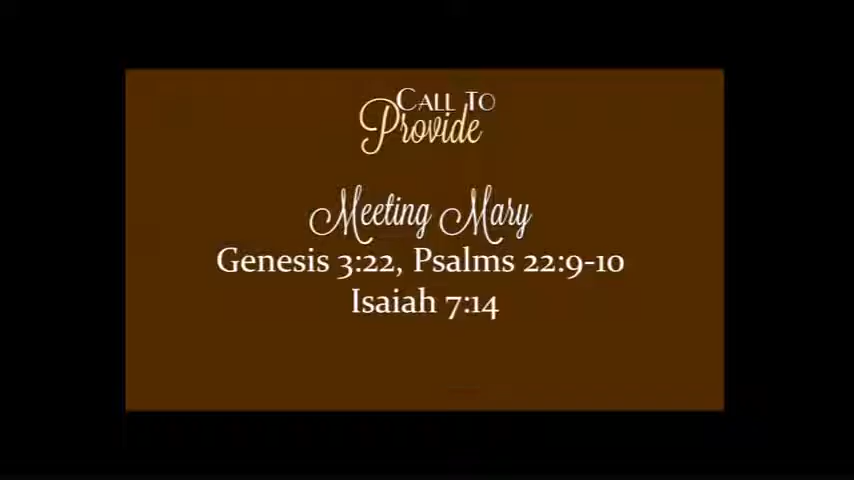 CALL TO
Provide
Meeting Mary
Genesis 3:22, Psalms 22:9-10
Isaiah 7:14